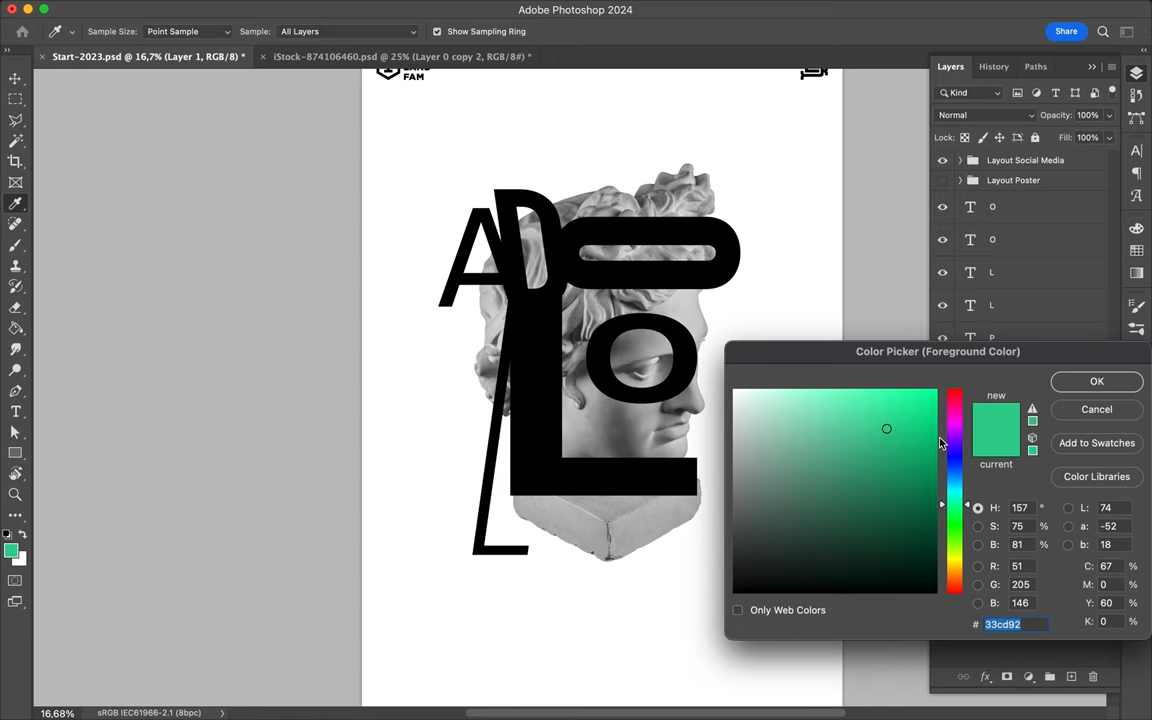 Adobe Photoshop 2024
Sample Size: Point Sample Sample: All Layers Show Sampling Ring Share
Start-2023.psd @ 16,7% (Layer 1, RGB/8) * iStock-874106460.psd @ 25% (Layer 0 copy 2, RGB/8#) *
Layers History Paths
FAM
Kind
Normal Opacity: 100%
Lock: Fill: 100%
Layout Social Media
Layout Poster
O
O
L
L
P
A P O
L O
L
Color Picker (Foreground Color)
new
current
OK
Cancel
Add to Swatches
Color Libraries
H: 157 ° L: 74
S: 75 % a: -52
B: 81 % b: 18
R: 51 C: 67 %
G: 205 M: 0 %
B: 146 Y: 60 %
# 33cd92 K: 0 %
Only Web Colors
16,68% sRGB IEC61966-2.1 (8bpc)